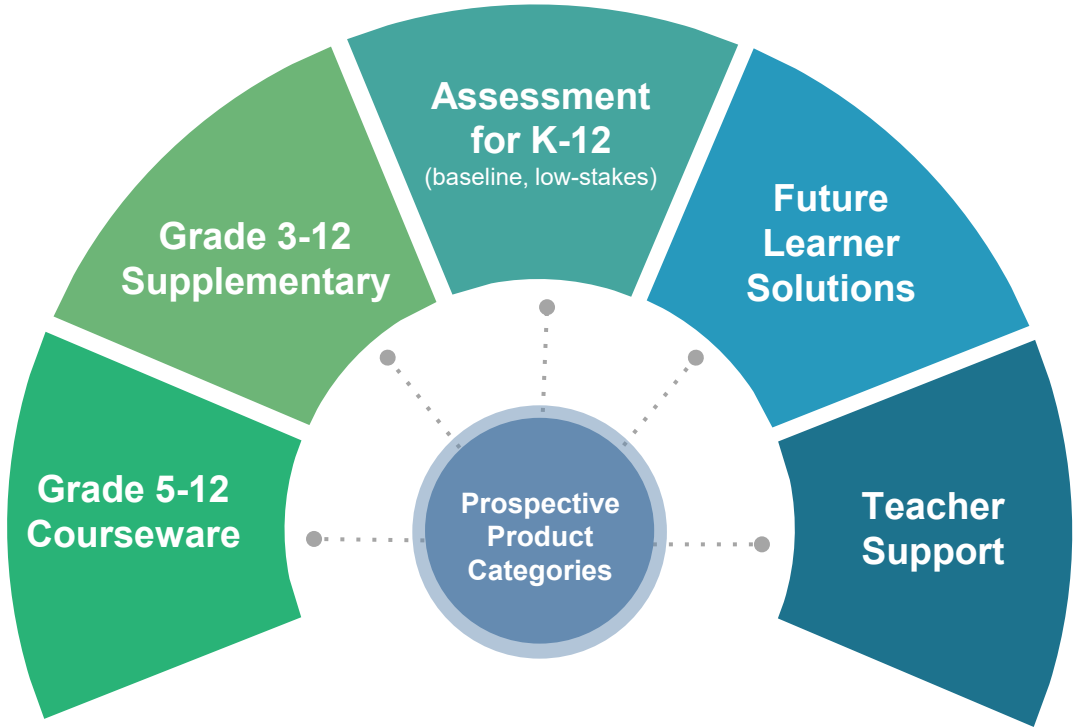 Assessment
for K-12
(baseline, low-stakes)
Grade 3-12
Supplementary
Future
Learner
Solutions
Grade 5-12
Courseware
Prospective
Product
Categories
Teacher
Support